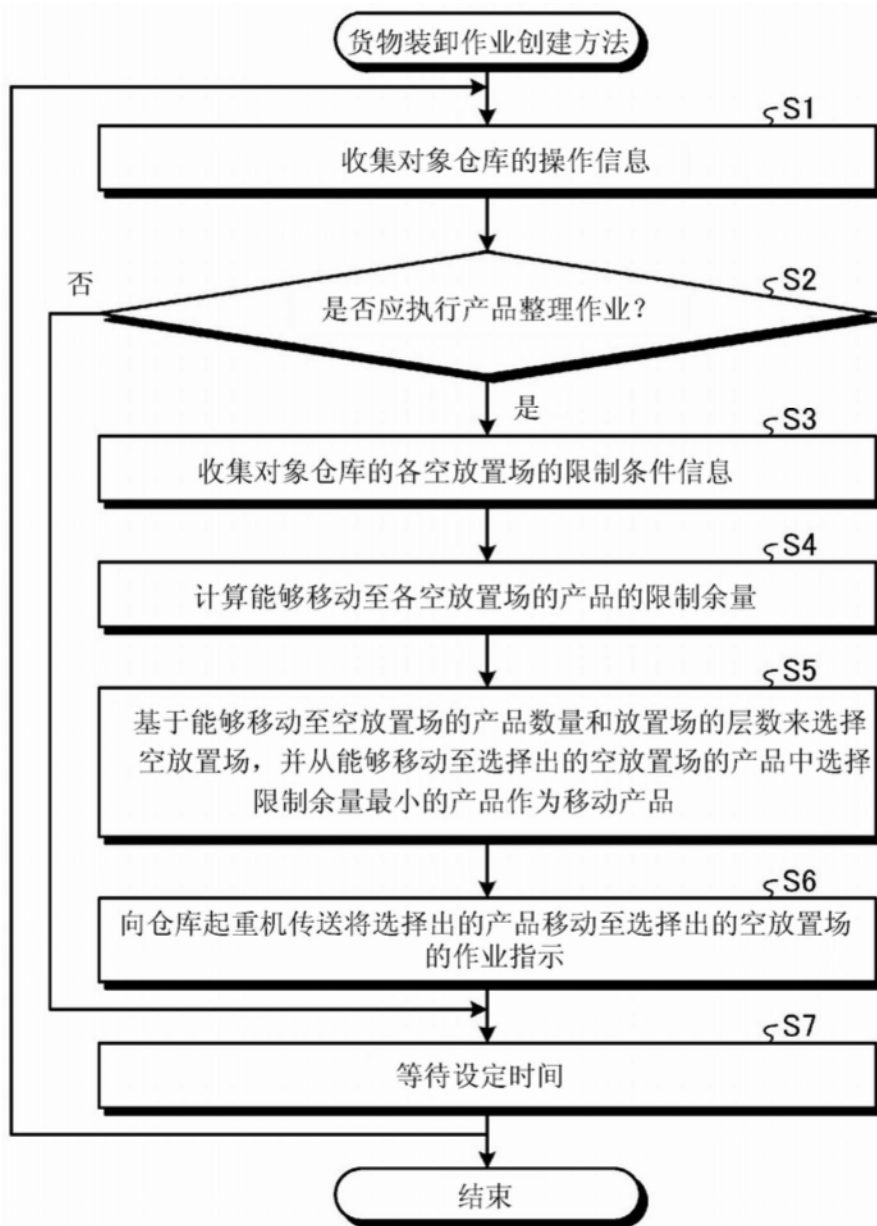 货物装卸作业创建方法
S1
收集对象仓库的操作信息
S2
否
是否应执行产品整理作业？
是
S3
收集对象仓库的各空放置场的限制条件信息
S4
计算能够移动至各空放置场的产品的限制余量
S5
基于能够移动至空放置场的产品数量和放置场的层数来选择
空放置场，并从能够移动至选择出的空放置场的产品中选择
限制余量最小的产品作为移动产品
S6
向仓库起重机传送将选择出的产品移动至选择出的空放置场
的作业指示
S7
等待设定时间
结束